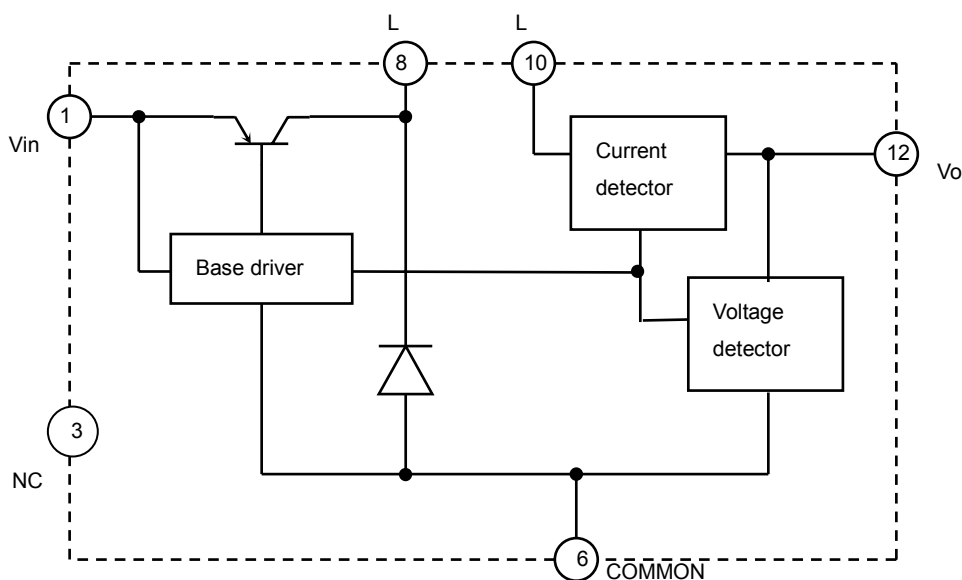 L
L
8
10
1
Vin
Current
detector
12
Vo
Base driver
Voltage
detector
3
NC
6
COMMON